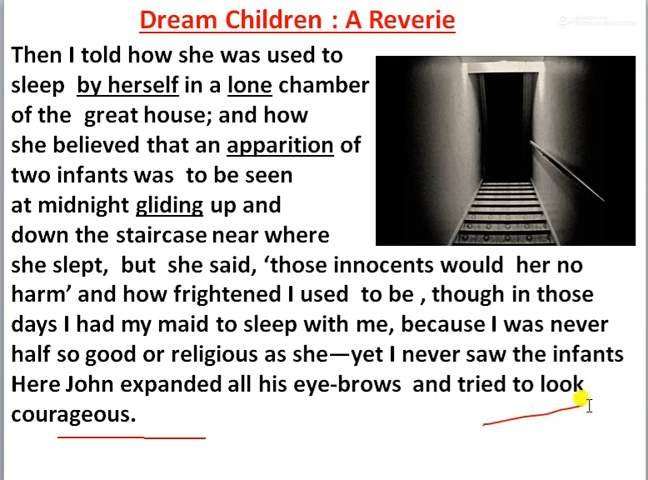 Dream Children : A Reverie
Then I told how she was used to
sleep by herself in a lone chamber
of the great house; and how
she believed that an apparition of
two infants was to be seen
at midnight gliding up and
down the staircase near where
she slept, but she said, ‘those innocents would her no
harm’ and how frightened I used to be , though in those
days I had my maid to sleep with me, because I was never
half so good or religious as she—yet I never saw the infants
Here John expanded all his eye-brows and tried to look
courageous.